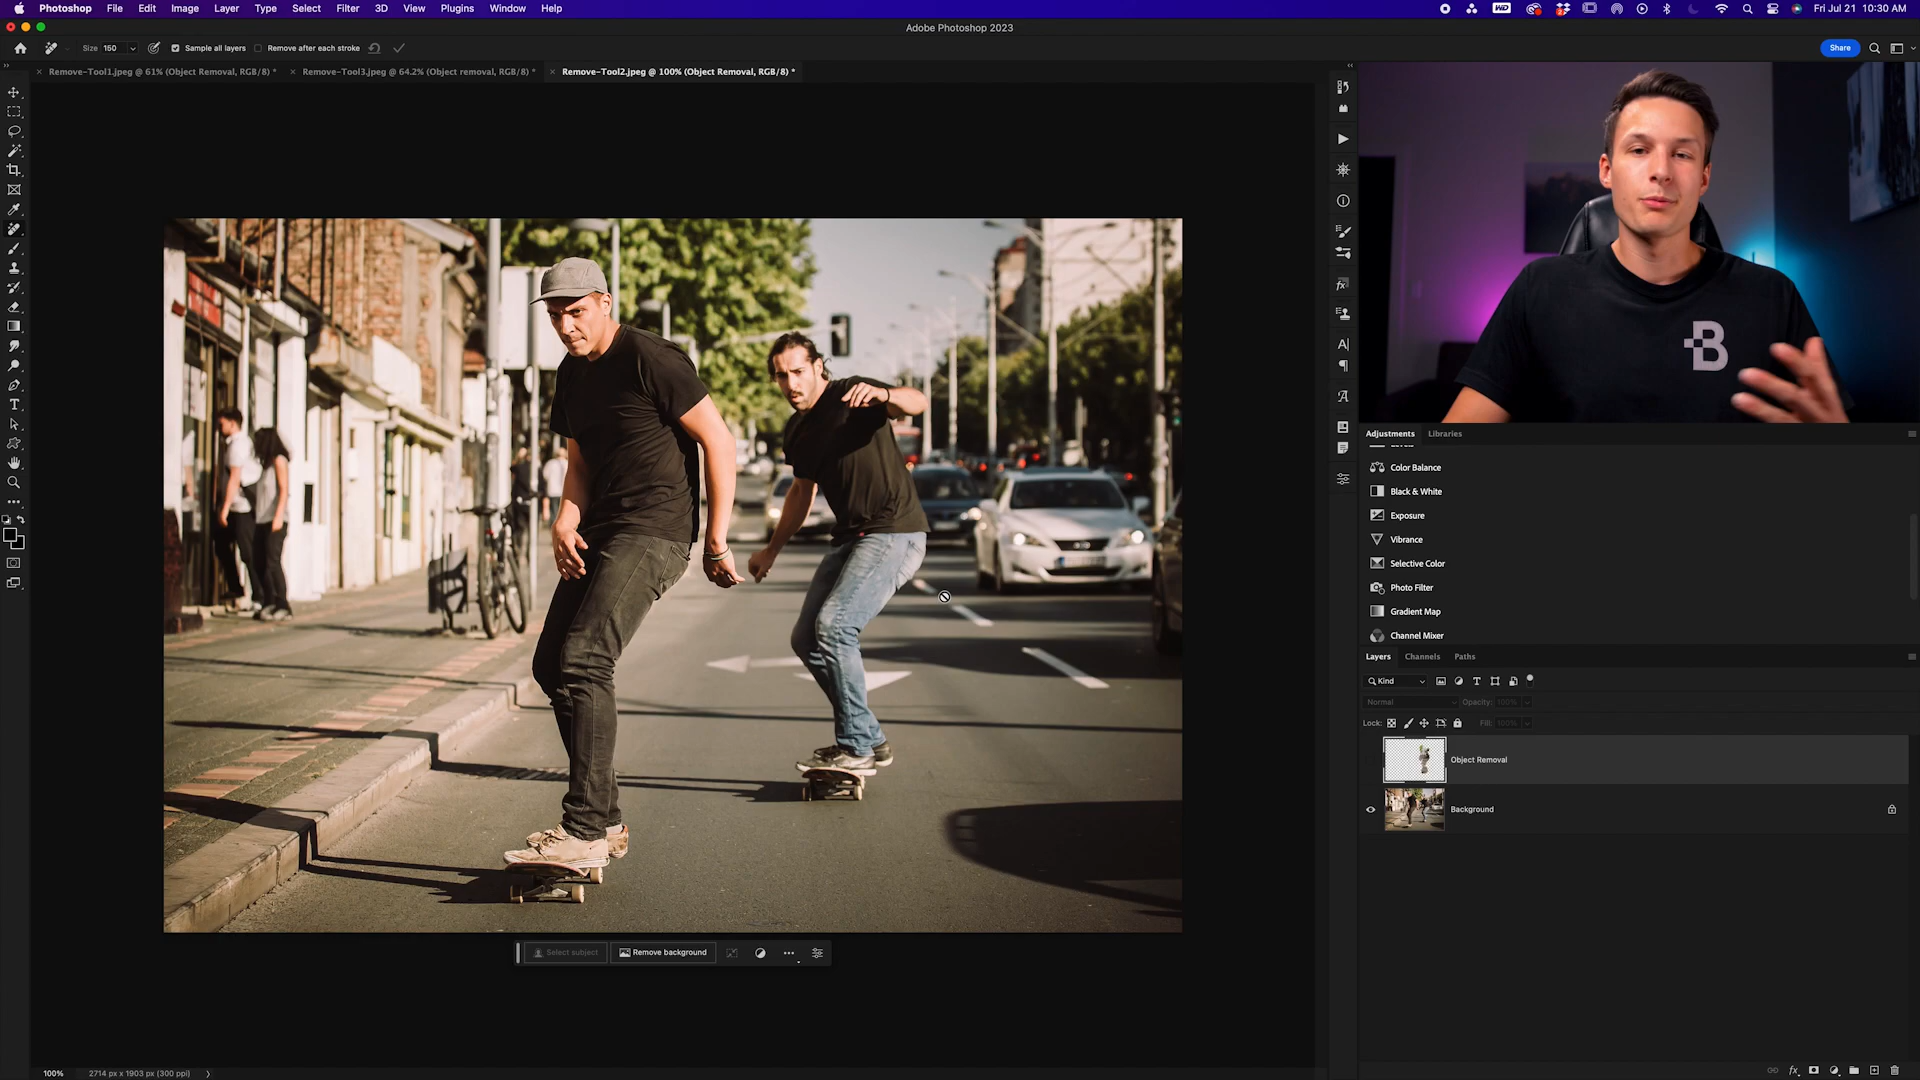 Photoshop File Edit Image Layer Type Select Filter 3D View Plugins Window Help
WD
Fri Jul 21 10:30 AM
Adobe Photoshop 2023
Size 150 Sample all layers Remove after each stroke
Share
Remove-Tool1.jpeg @ 61% (Object Removal, RGB/8) *
Remove-Tool3.jpeg @ 64.2% (Object removal, RGB/8) *
Remove-Tool2.jpeg @ 100% (Object Removal, RGB/8) *
B
Adjustments Libraries
Color Balance
Black & White
Exposure
Vibrance
Selective Color
Photo Filter
Gradient Map
Channel Mixer
Layers Channels Paths
Kind
Normal Opacity: 100%
Lock: Fill: 100%
Object Removal
Background
Select subject Remove background
100% 2714 px x 1903 px (300 ppi)